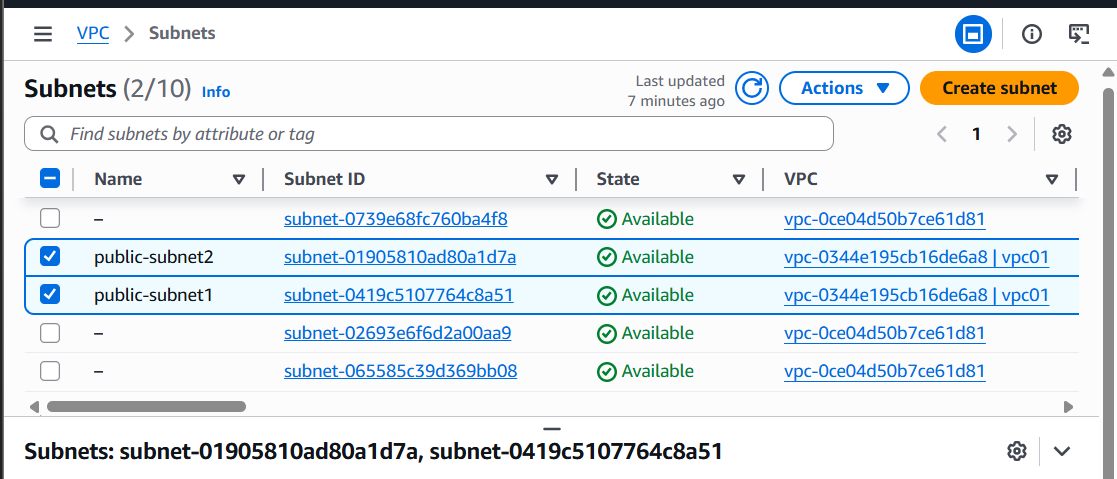 VPC > Subnets
Subnets (2/10) Info
Last updated
7 minutes ago
Actions
Create subnet
Find subnets by attribute or tag
1
Name Subnet ID State VPC
– subnet-0739e68fc760ba4f8 Available vpc-0ce04d50b7ce61d81
public-subnet2 subnet-01905810ad80a1d7a Available vpc-0344e195cb16de6a8 | vpc01
public-subnet1 subnet-0419c5107764c8a51 Available vpc-0344e195cb16de6a8 | vpc01
– subnet-02693e6f6d2a00aa9 Available vpc-0ce04d50b7ce61d81
– subnet-065585c39d369bb08 Available vpc-0ce04d50b7ce61d81
Subnets: subnet-01905810ad80a1d7a, subnet-0419c5107764c8a51